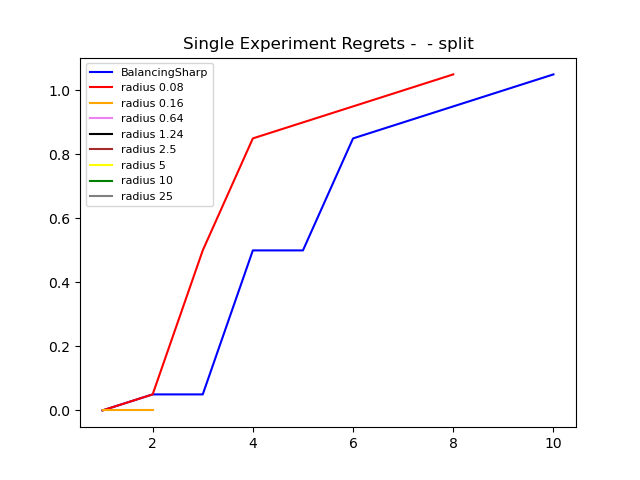 Single Experiment Regrets -  - split
BalancingSharp
radius 0.08
radius 0.16
radius 0.64
radius 1.24
radius 2.5
radius 5
radius 10
radius 25
1.0
0.8
0.6
0.4
0.2
0.0
2 4 6 8 10